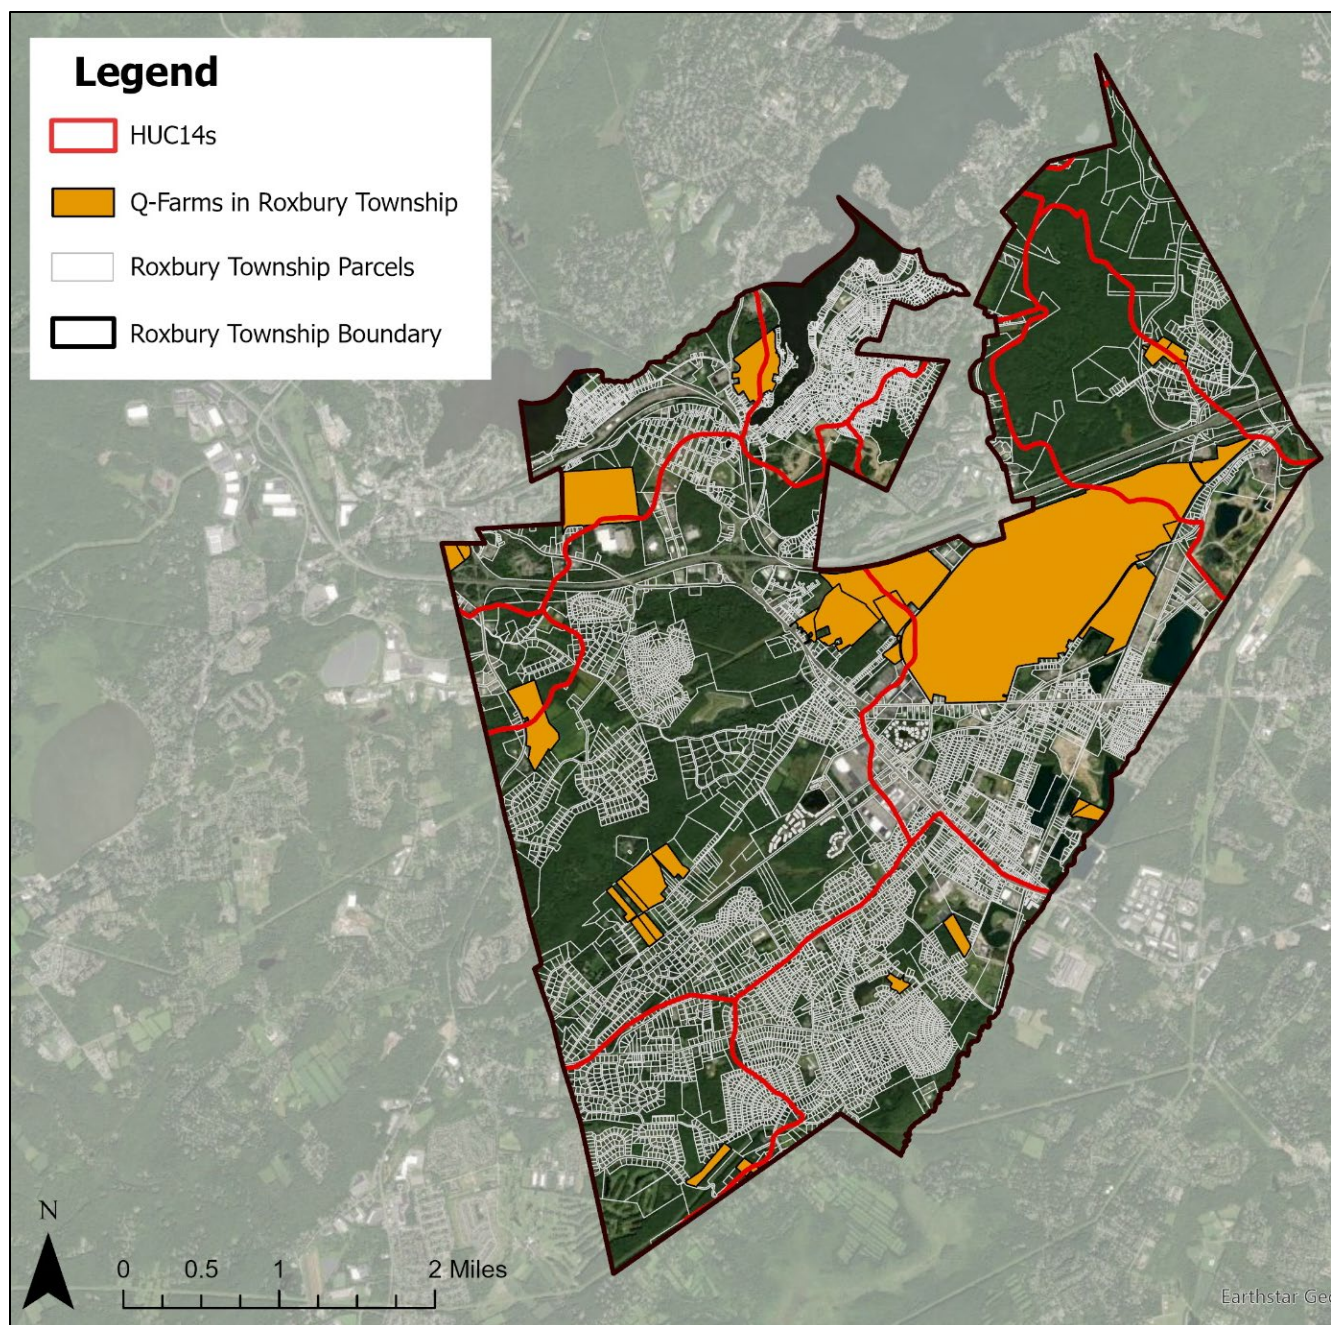 Legend
HUC14s
Q-Farms in Roxbury Township
Roxbury Township Parcels
Roxbury Township Boundary
N
0 0.5 1 2 Miles
Earthstar Geo